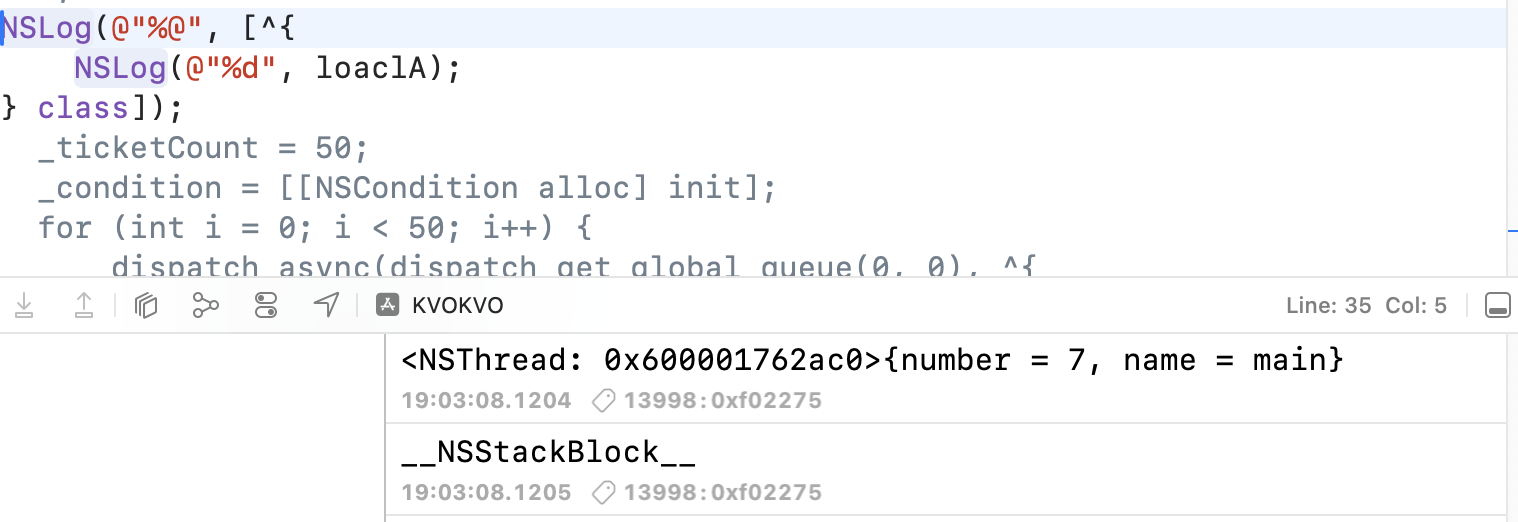 NSLog(@"%@", [^{
NSLog(@"%d", loaclA);
} class]);
_ticketCount = 50;
_condition = [[NSCondition alloc] init];
for (int i = 0; i < 50; i++) {
dispatch_async(dispatch_get_global_queue(0, 0), ^{
KVOKVO
Line: 35 Col: 5
<NSThread: 0x600001762ac0>{number = 7, name = main}
19:03:08.1204 13998:0xf02275
__NSStackBlock__
19:03:08.1205 13998:0xf02275